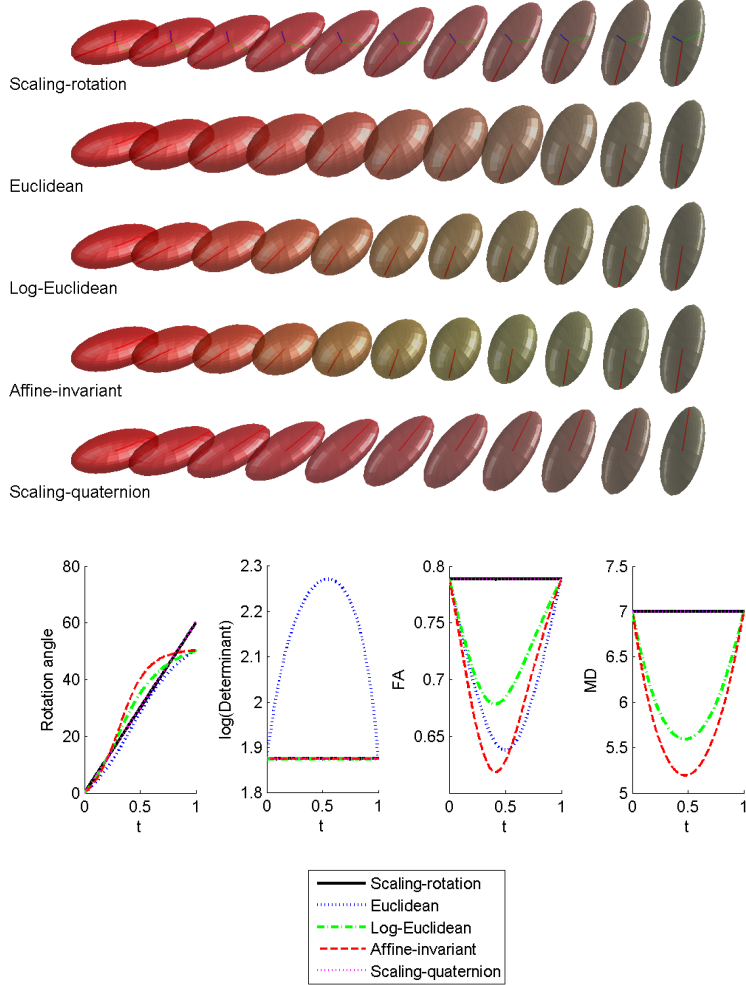 Scaling-rotation
Euclidean
Log-Euclidean
Affine-invariant
Scaling-quaternion
80
60
40
20
0
0 0.5 1
Rotation angle
t
2.3
2.2
2.1
2
1.9
1.8
0 0.5 1
log(Determinant)
t
0.8
0.75
0.7
0.65
0 0.5 1
FA
t
7.5
7
6.5
6
5.5
5
0 0.5 1
MD
t
Scaling-rotation
Euclidean
Log-Euclidean
Affine-invariant
Scaling-quaternion